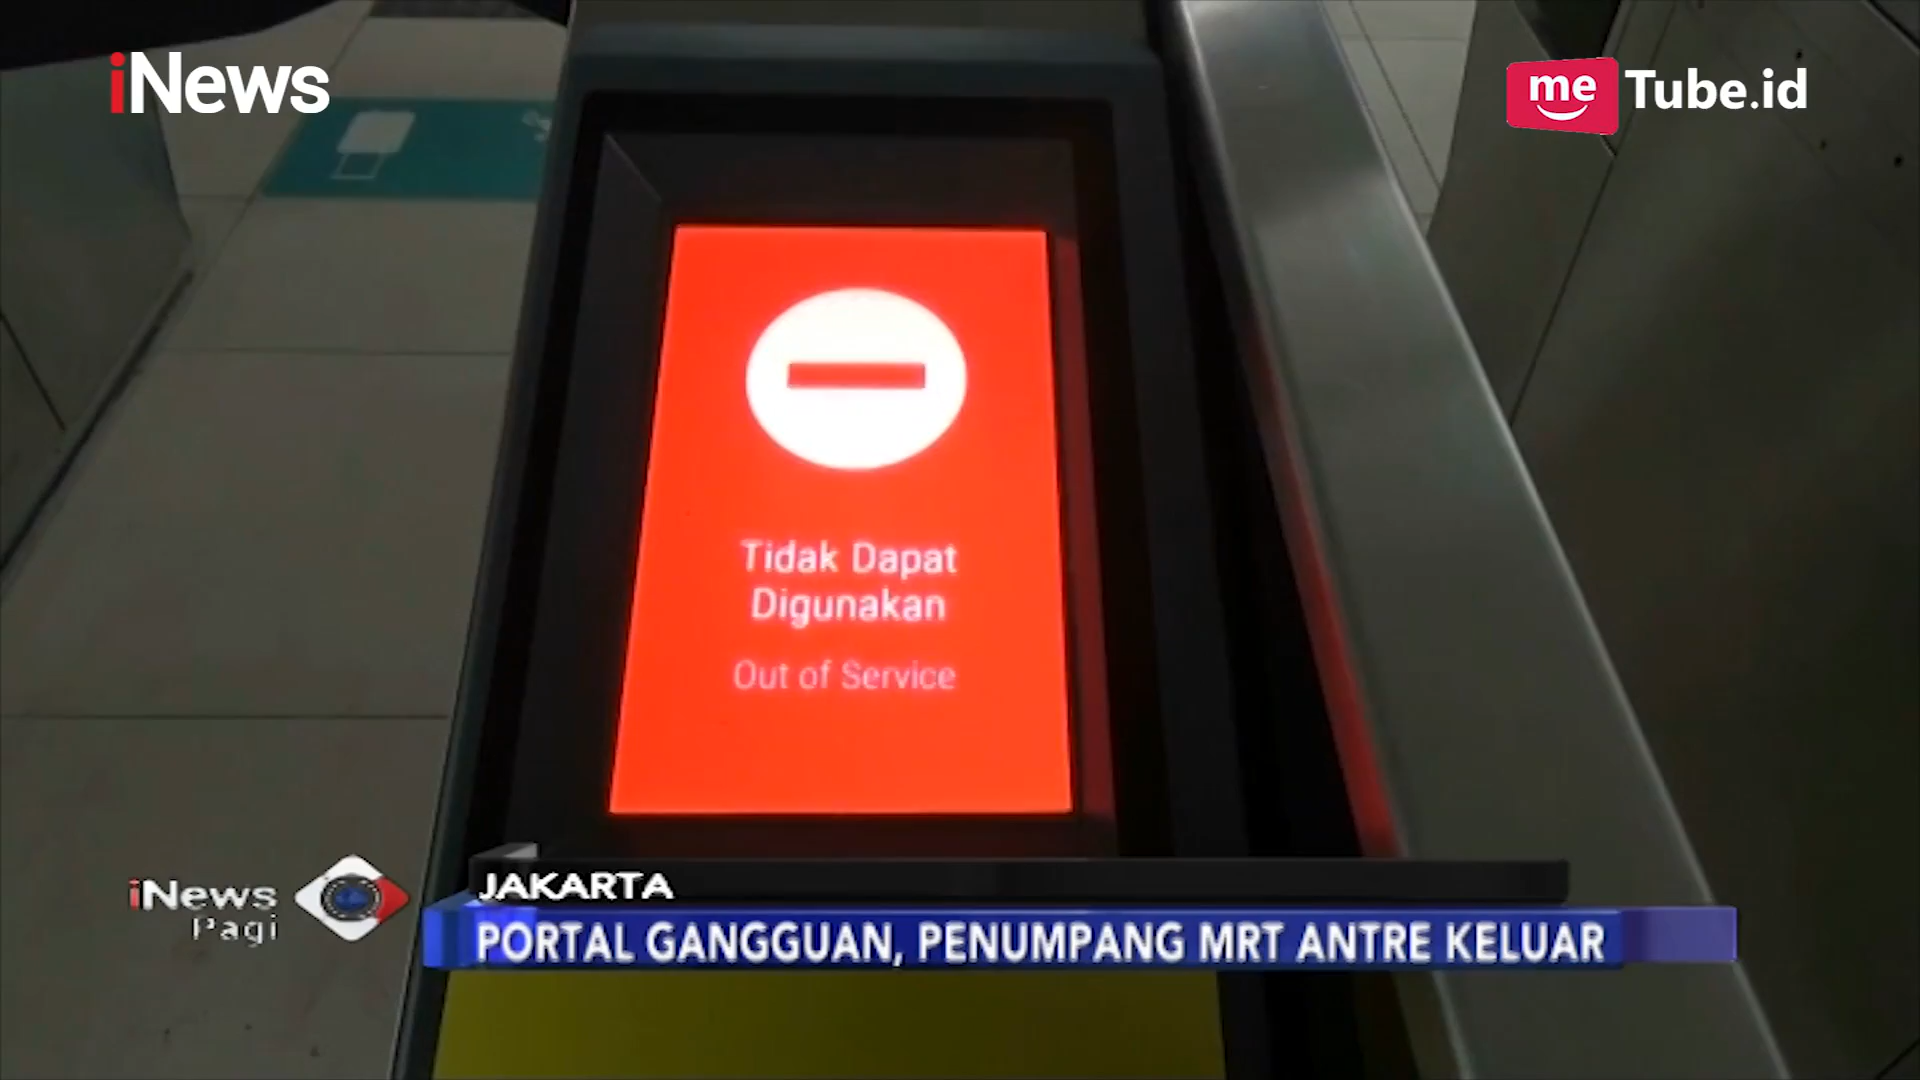 iNews
me Tube.id
Tidak Dapat
Digunakan
Out of Service
iNews
Pagi
JAKARTA
PORTAL GANGGUAN, PENUMPANG MRT ANTRE KELUAR